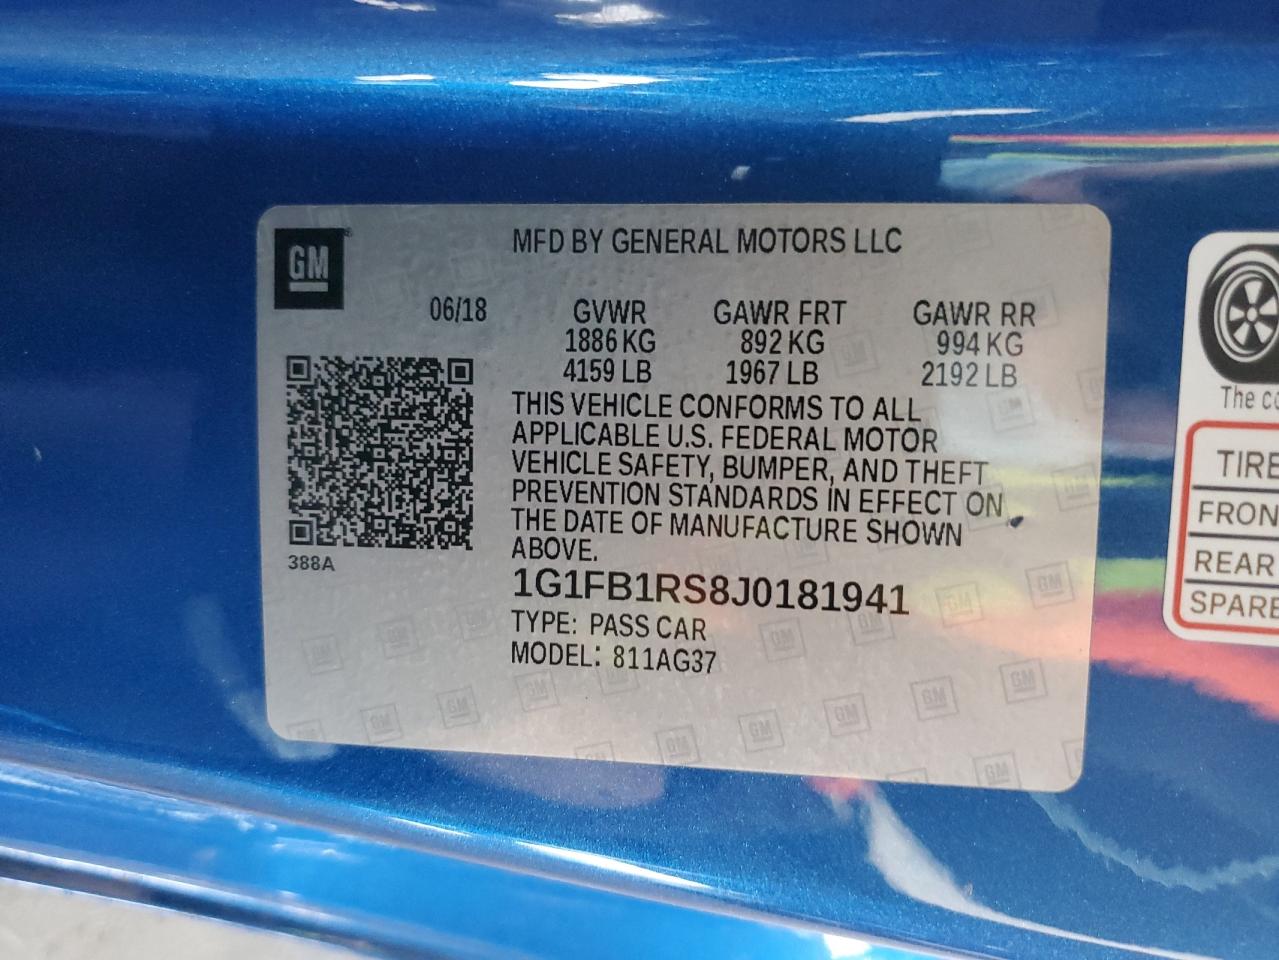 GM
MFD BY GENERAL MOTORS LLC
06/18 GVWR GAWR FRT GAWR RR
1886 KG 892 KG 994 KG
4159 LB 1967 LB 2192 LB
THIS VEHICLE CONFORMS TO ALL
APPLICABLE U.S. FEDERAL MOTOR
VEHICLE SAFETY, BUMPER, AND THEFT
PREVENTION STANDARDS IN EFFECT ON
THE DATE OF MANUFACTURE SHOWN
ABOVE.
388A
1G1FB1RS8J0181941
TYPE: PASS CAR
MODEL: 811AG37
The
TIRE
REAR
SPARE